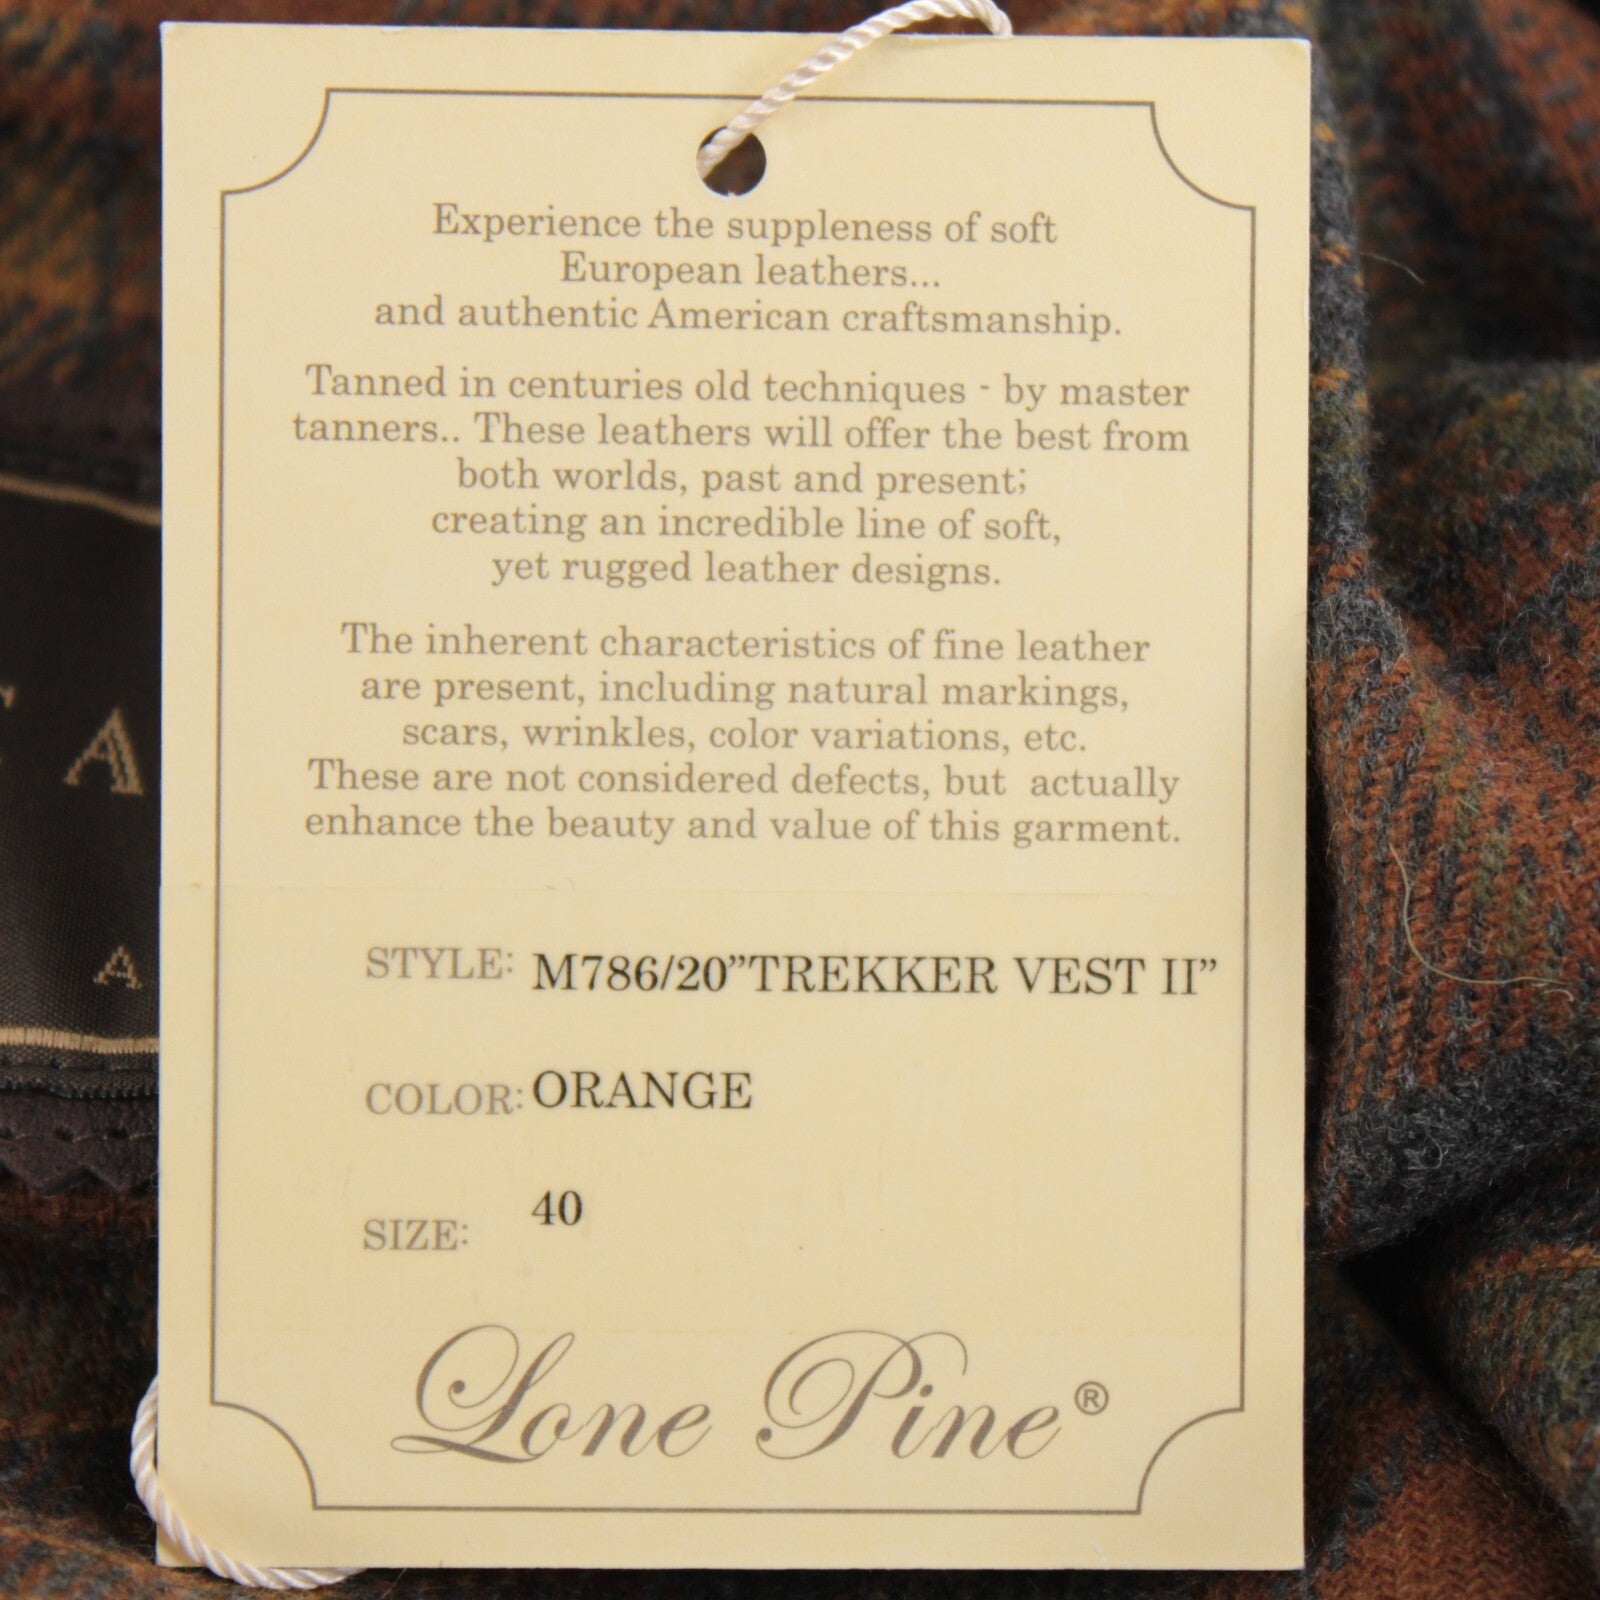 Experience the suppleness of soft
European leathers...
and authentic American craftsmanship.
Tanned in centuries old techniques - by master
tanners.. These leathers will offer the best from
both worlds, past and present;
creating an incredible line of soft,
yet rugged leather designs.
The inherent characteristics of fine leather
are present, including natural markings,
scars, wrinkles, color variations, etc.
These are not considered defects, but actually
enhance the beauty and value of this garment.
STYLE: M786/20”TREKKER VEST II”
COLOR: ORANGE
SIZE: 40
Lone Pine®
A
A